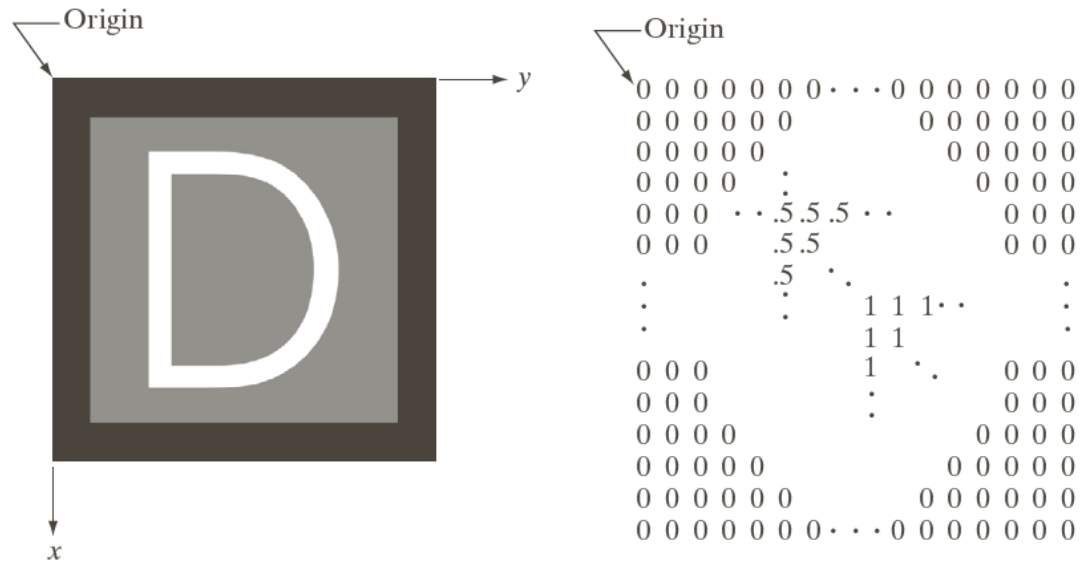 Origin
y
D
x
Origin
0 0 0 0 0 0 0 · · · 0 0 0 0 0 0 0
0 0 0 0 0 0 0 0 0 0 0 0
0 0 0 0 0 0 0 0 0 0
0 0 0 0 0 0 0 0
0 0 0 · · .5 .5 .5 · · 0 0 0
0 0 0 .5 .5 0 0 0
.5
1 1 1 · ·
1 1
1
0 0 0 0 0 0
0 0 0 0 0 0
0 0 0 0 0 0 0 0
0 0 0 0 0 0 0 0 0 0
0 0 0 0 0 0 0 0 0 0 0 0
0 0 0 0 0 0 0 · · · 0 0 0 0 0 0 0